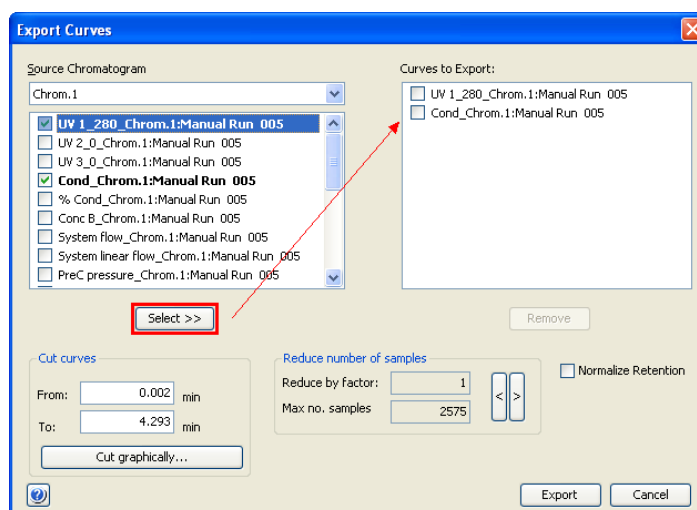 Export Curves
Source Chromatogram
Chrom.1
UV 1_280_Chrom.1:Manual Run 005
UV 2_0_Chrom.1:Manual Run 005
UV 3_0_Chrom.1:Manual Run 005
Cond_Chrom.1:Manual Run 005
% Cond_Chrom.1:Manual Run 005
Conc B_Chrom.1:Manual Run 005
System flow_Chrom.1:Manual Run 005
System linear flow_Chrom.1:Manual Run 005
PreC pressure_Chrom.1:Manual Run 005
Select >>
Curves to Export:
UV 1_280_Chrom.1:Manual Run 005
Cond_Chrom.1:Manual Run 005
Remove
Cut curves
From: 0.002 min
To: 4.293 min
Cut graphically...
Reduce number of samples
Reduce by factor: 1
Max no. samples 2575
< >
Normalize Retention
?
Export
Cancel